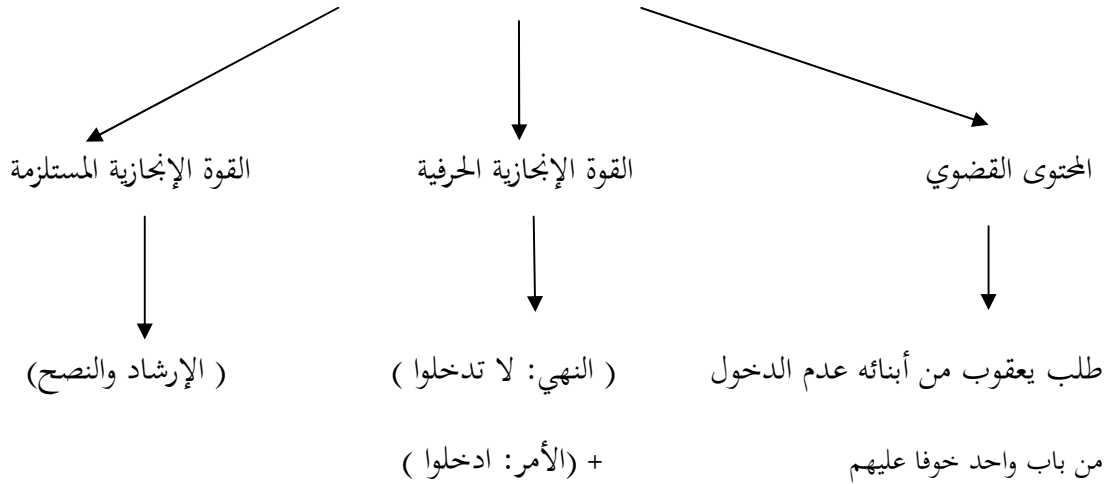 المحتوى القضوي
القوة الإنجازية الحرفية
القوة الإنجازية المستلزمة
طلب يعقوب من أبنائه عدم الدخول
من باب واحد خوفا عليهم
( النهي: لا تدخلوا )
+ (الأمر: ادخلوا )
( الإرشاد والنصح)